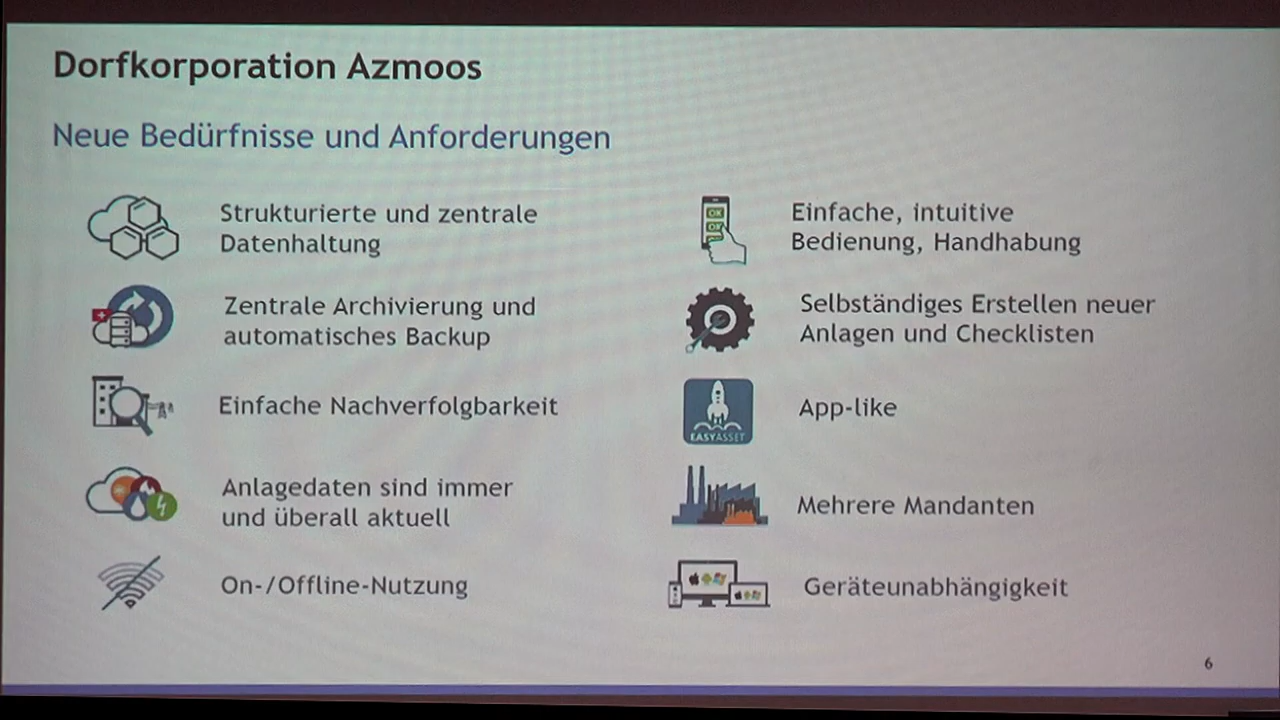 Dorfkorporation Azmoos
Neue Bedürfnisse und Anforderungen
Strukturierte und zentrale
Datenhaltung
Zentrale Archivierung und
automatisches Backup
Einfache Nachverfolgbarkeit
Anlagedaten sind immer
und überall aktuell
On-/Offline-Nutzung
OK
OK
Einfache, intuitive
Bedienung, Handhabung
Selbständiges Erstellen neuer
Anlagen und Checklisten
EASYASSET
App-like
Mehrere Mandanten
Geräteunabhängigkeit
6